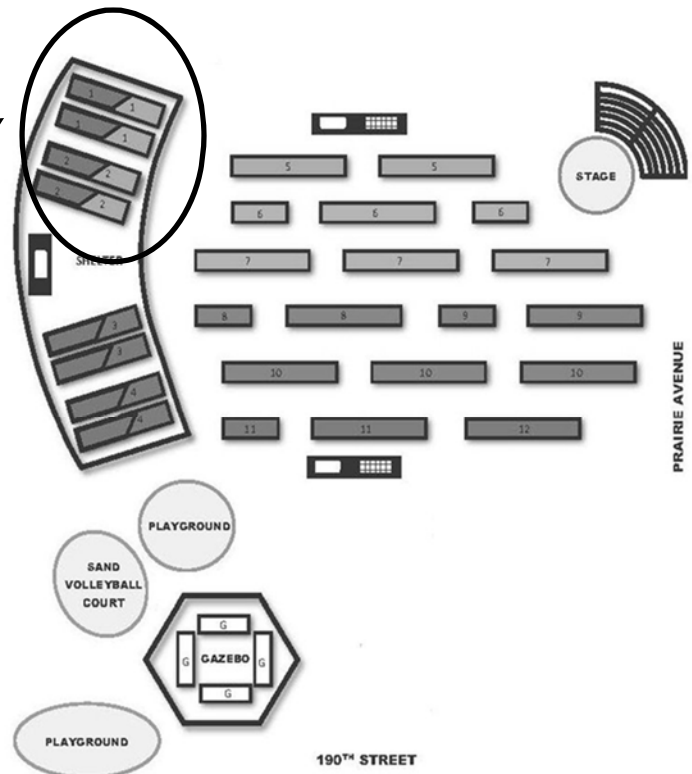 1 1
1 1
2 2
2 2
SHELTER
3
3
4
4
5 5
6 6 6
7 7 7
8 8 9 9
10 10 10
11 11 12
STAGE
PRAIRIE AVENUE
PLAYGROUND
SAND
VOLLEYBALL
COURT
G
G GAZEBO G
G
PLAYGROUND
190TH STREET